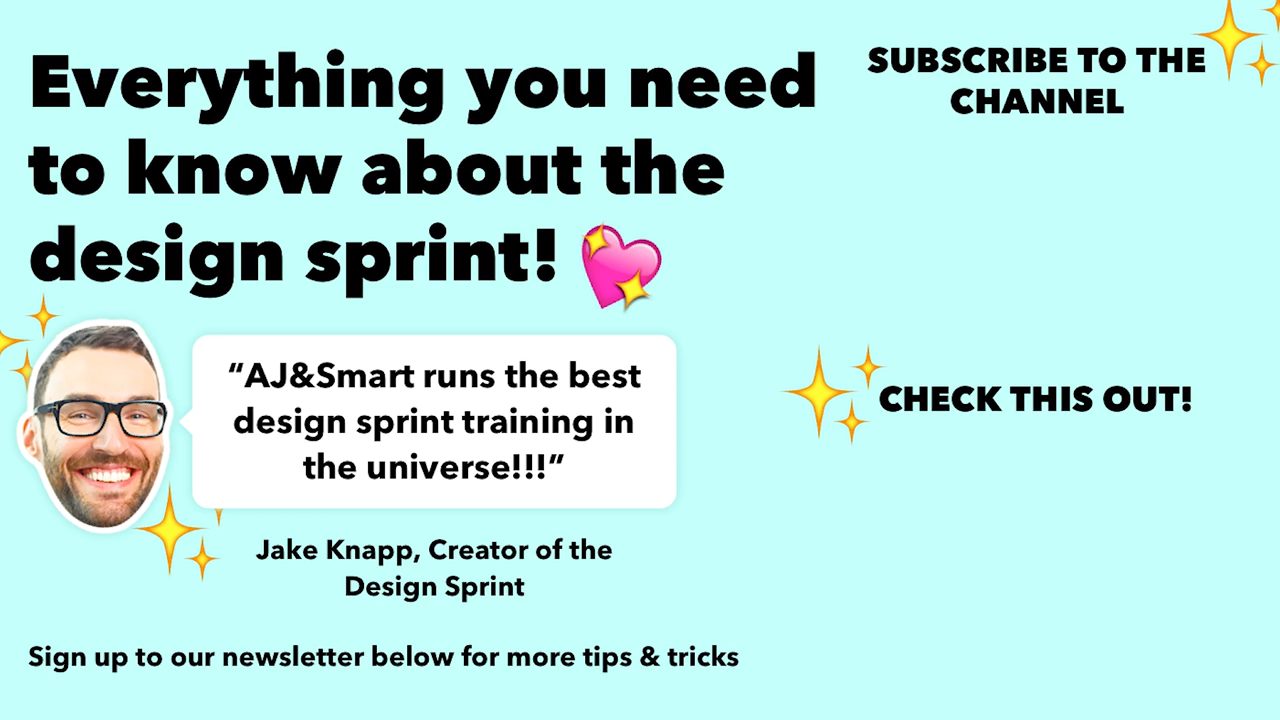 Everything you need
to know about the
design sprint!
SUBSCRIBE TO THE
CHANNEL
“AJ&Smart runs the best
design sprint training in
the universe!!!”
Jake Knapp, Creator of the
Design Sprint
CHECK THIS OUT!
Sign up to our newsletter below for more tips & tricks